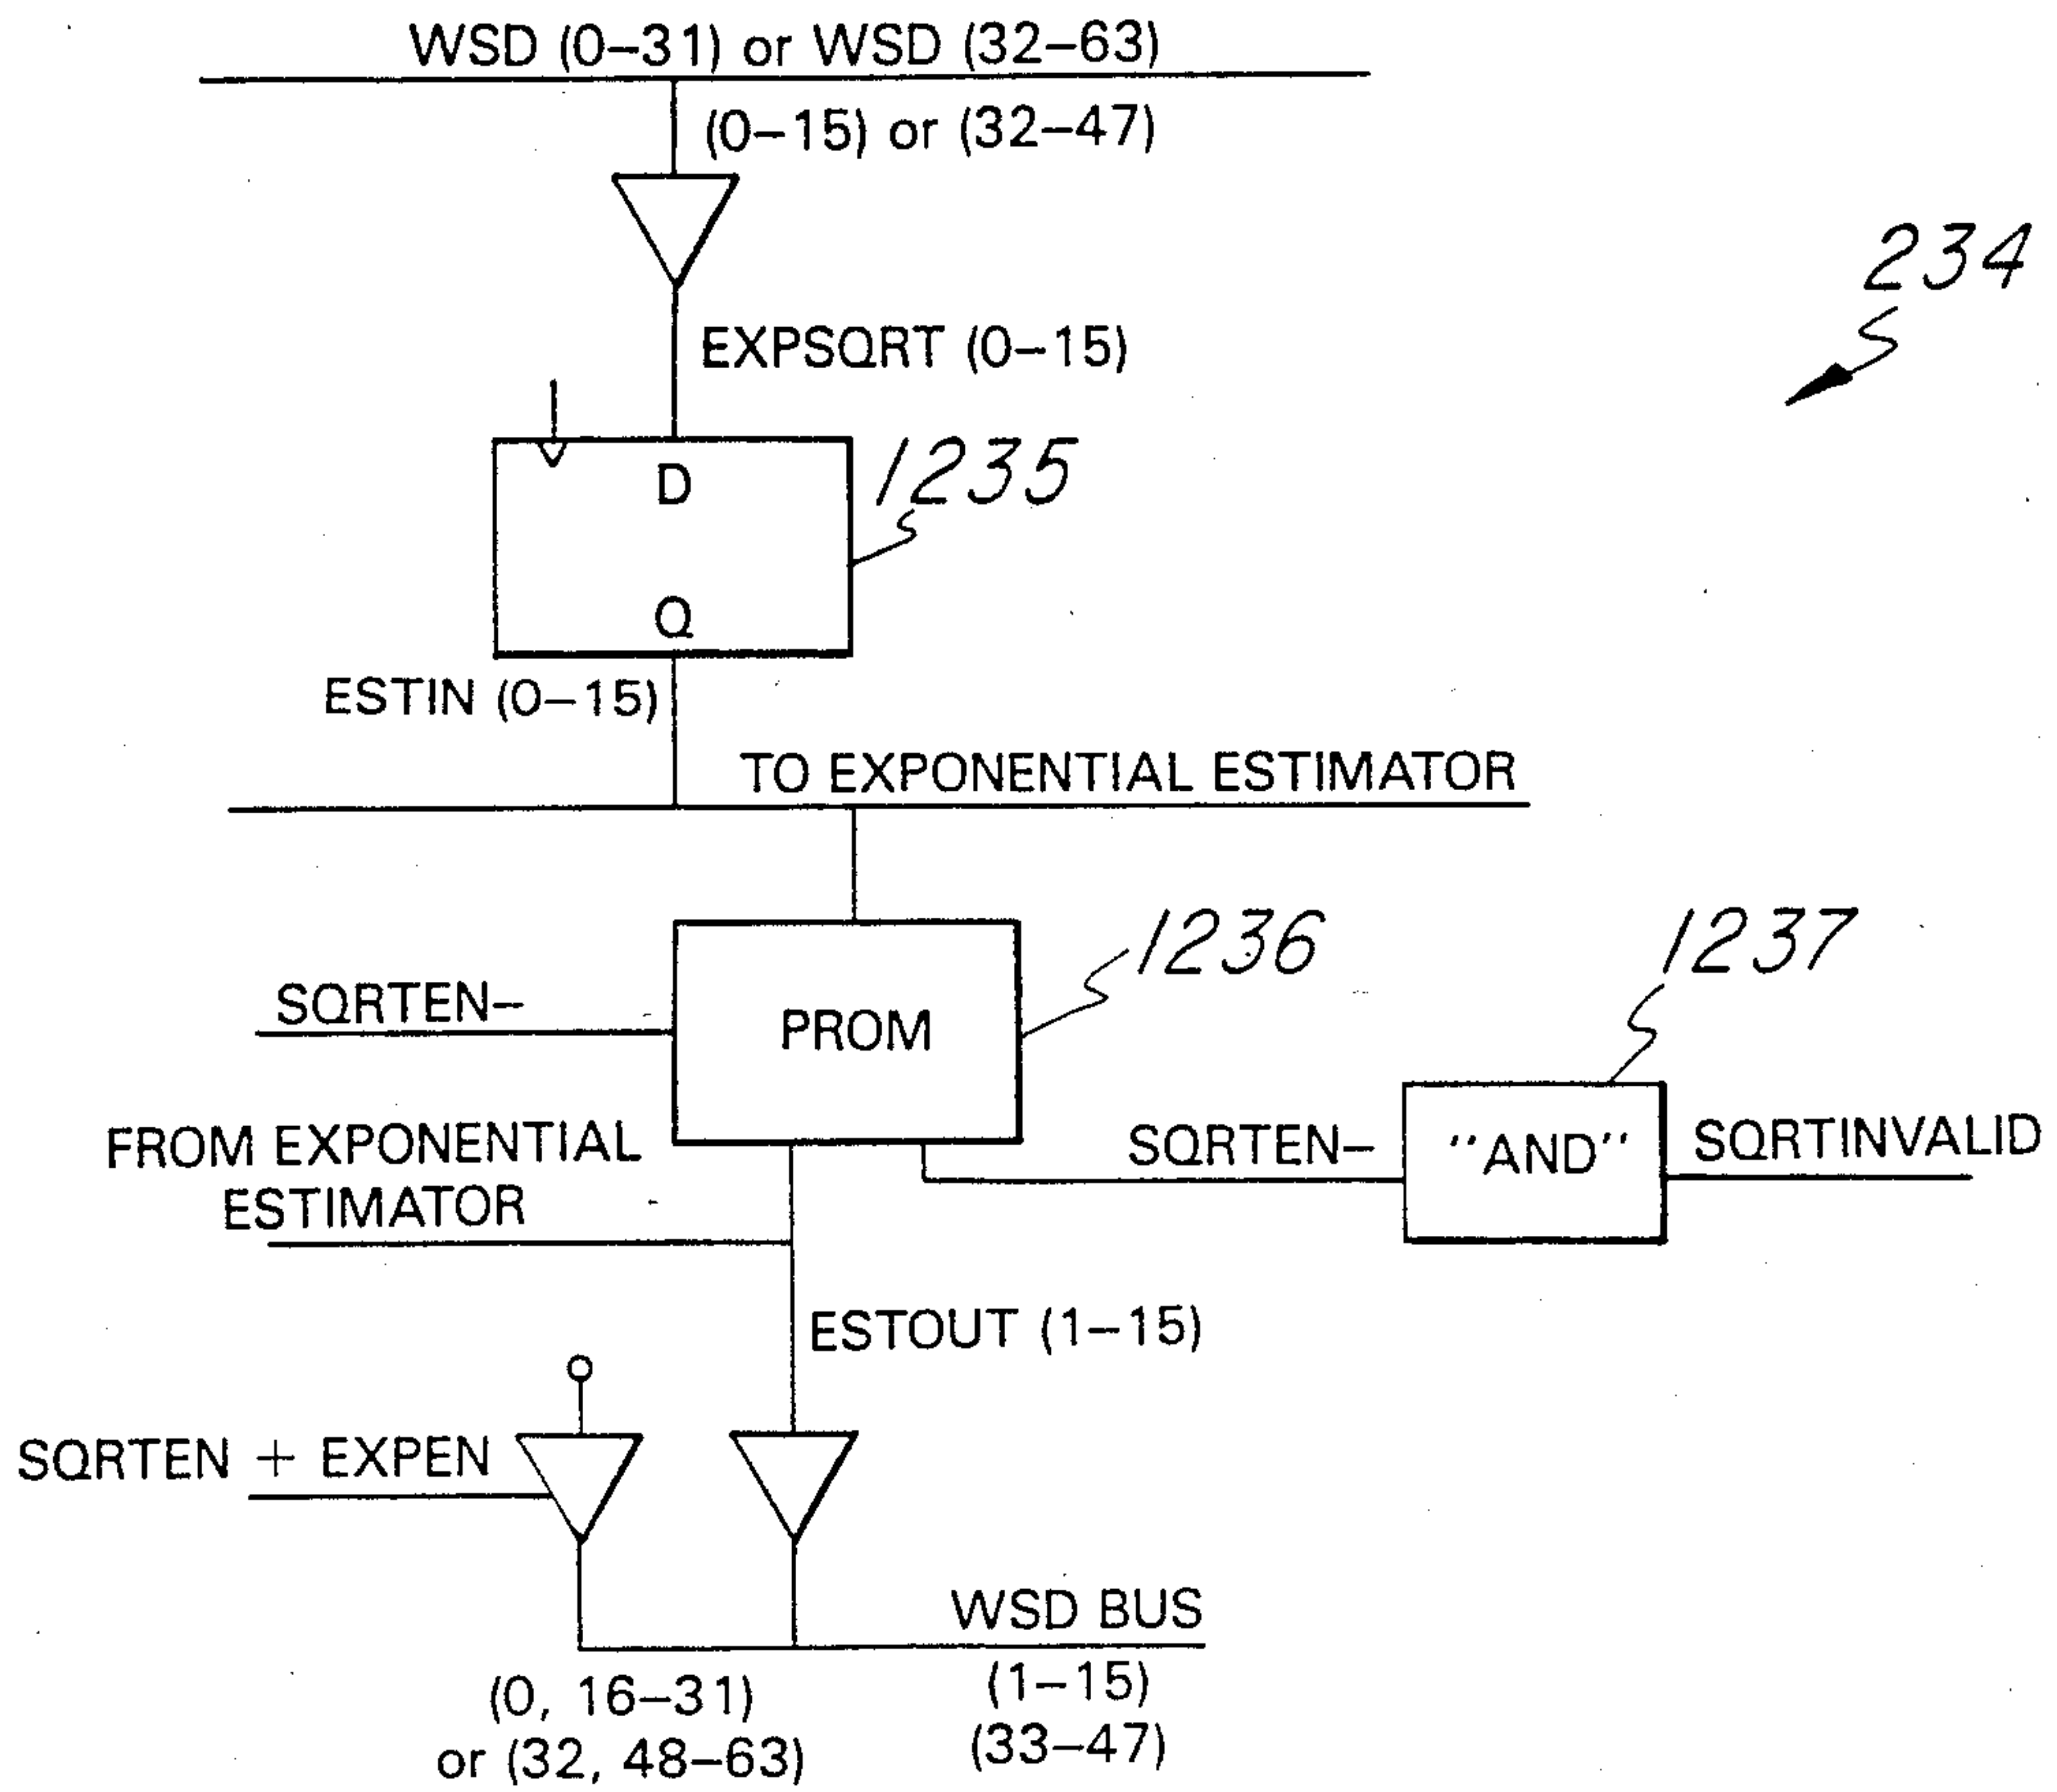 WSD (0–31) or WSD (32–63)
(0–15) or (32–47)
234
EXPSQRT (0–15)
D
1235
Q
ESTIN (0–15)
TO EXPONENTIAL ESTIMATOR
1236
1237
SQRTEN–
PROM
FROM EXPONENTIAL
ESTIMATOR
SQRTEN–
"AND"
SQRTINVALID
ESTOUT (1–15)
SQRTEN + EXPEN
WSD BUS
(0, 16–31)
or (32, 48–63)
(1–15)
(33–47)